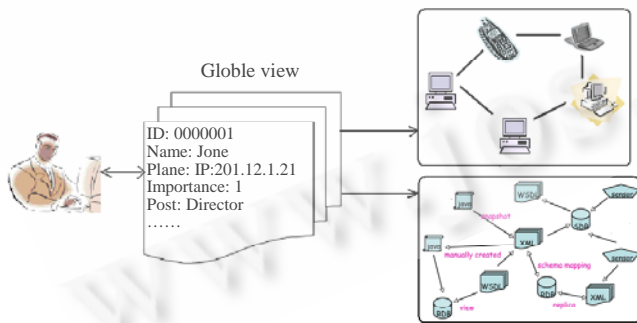 Globle view
ID: 0000001
Name: Jone
Plane: IP:201.12.1.21
Importance: 1
Post: Director
……
WSDL
sensor
java
snapshot
SDB
XML
java
manually created
sensor
schema mapping
WSDL
RDB
XML
RDB
view
replica